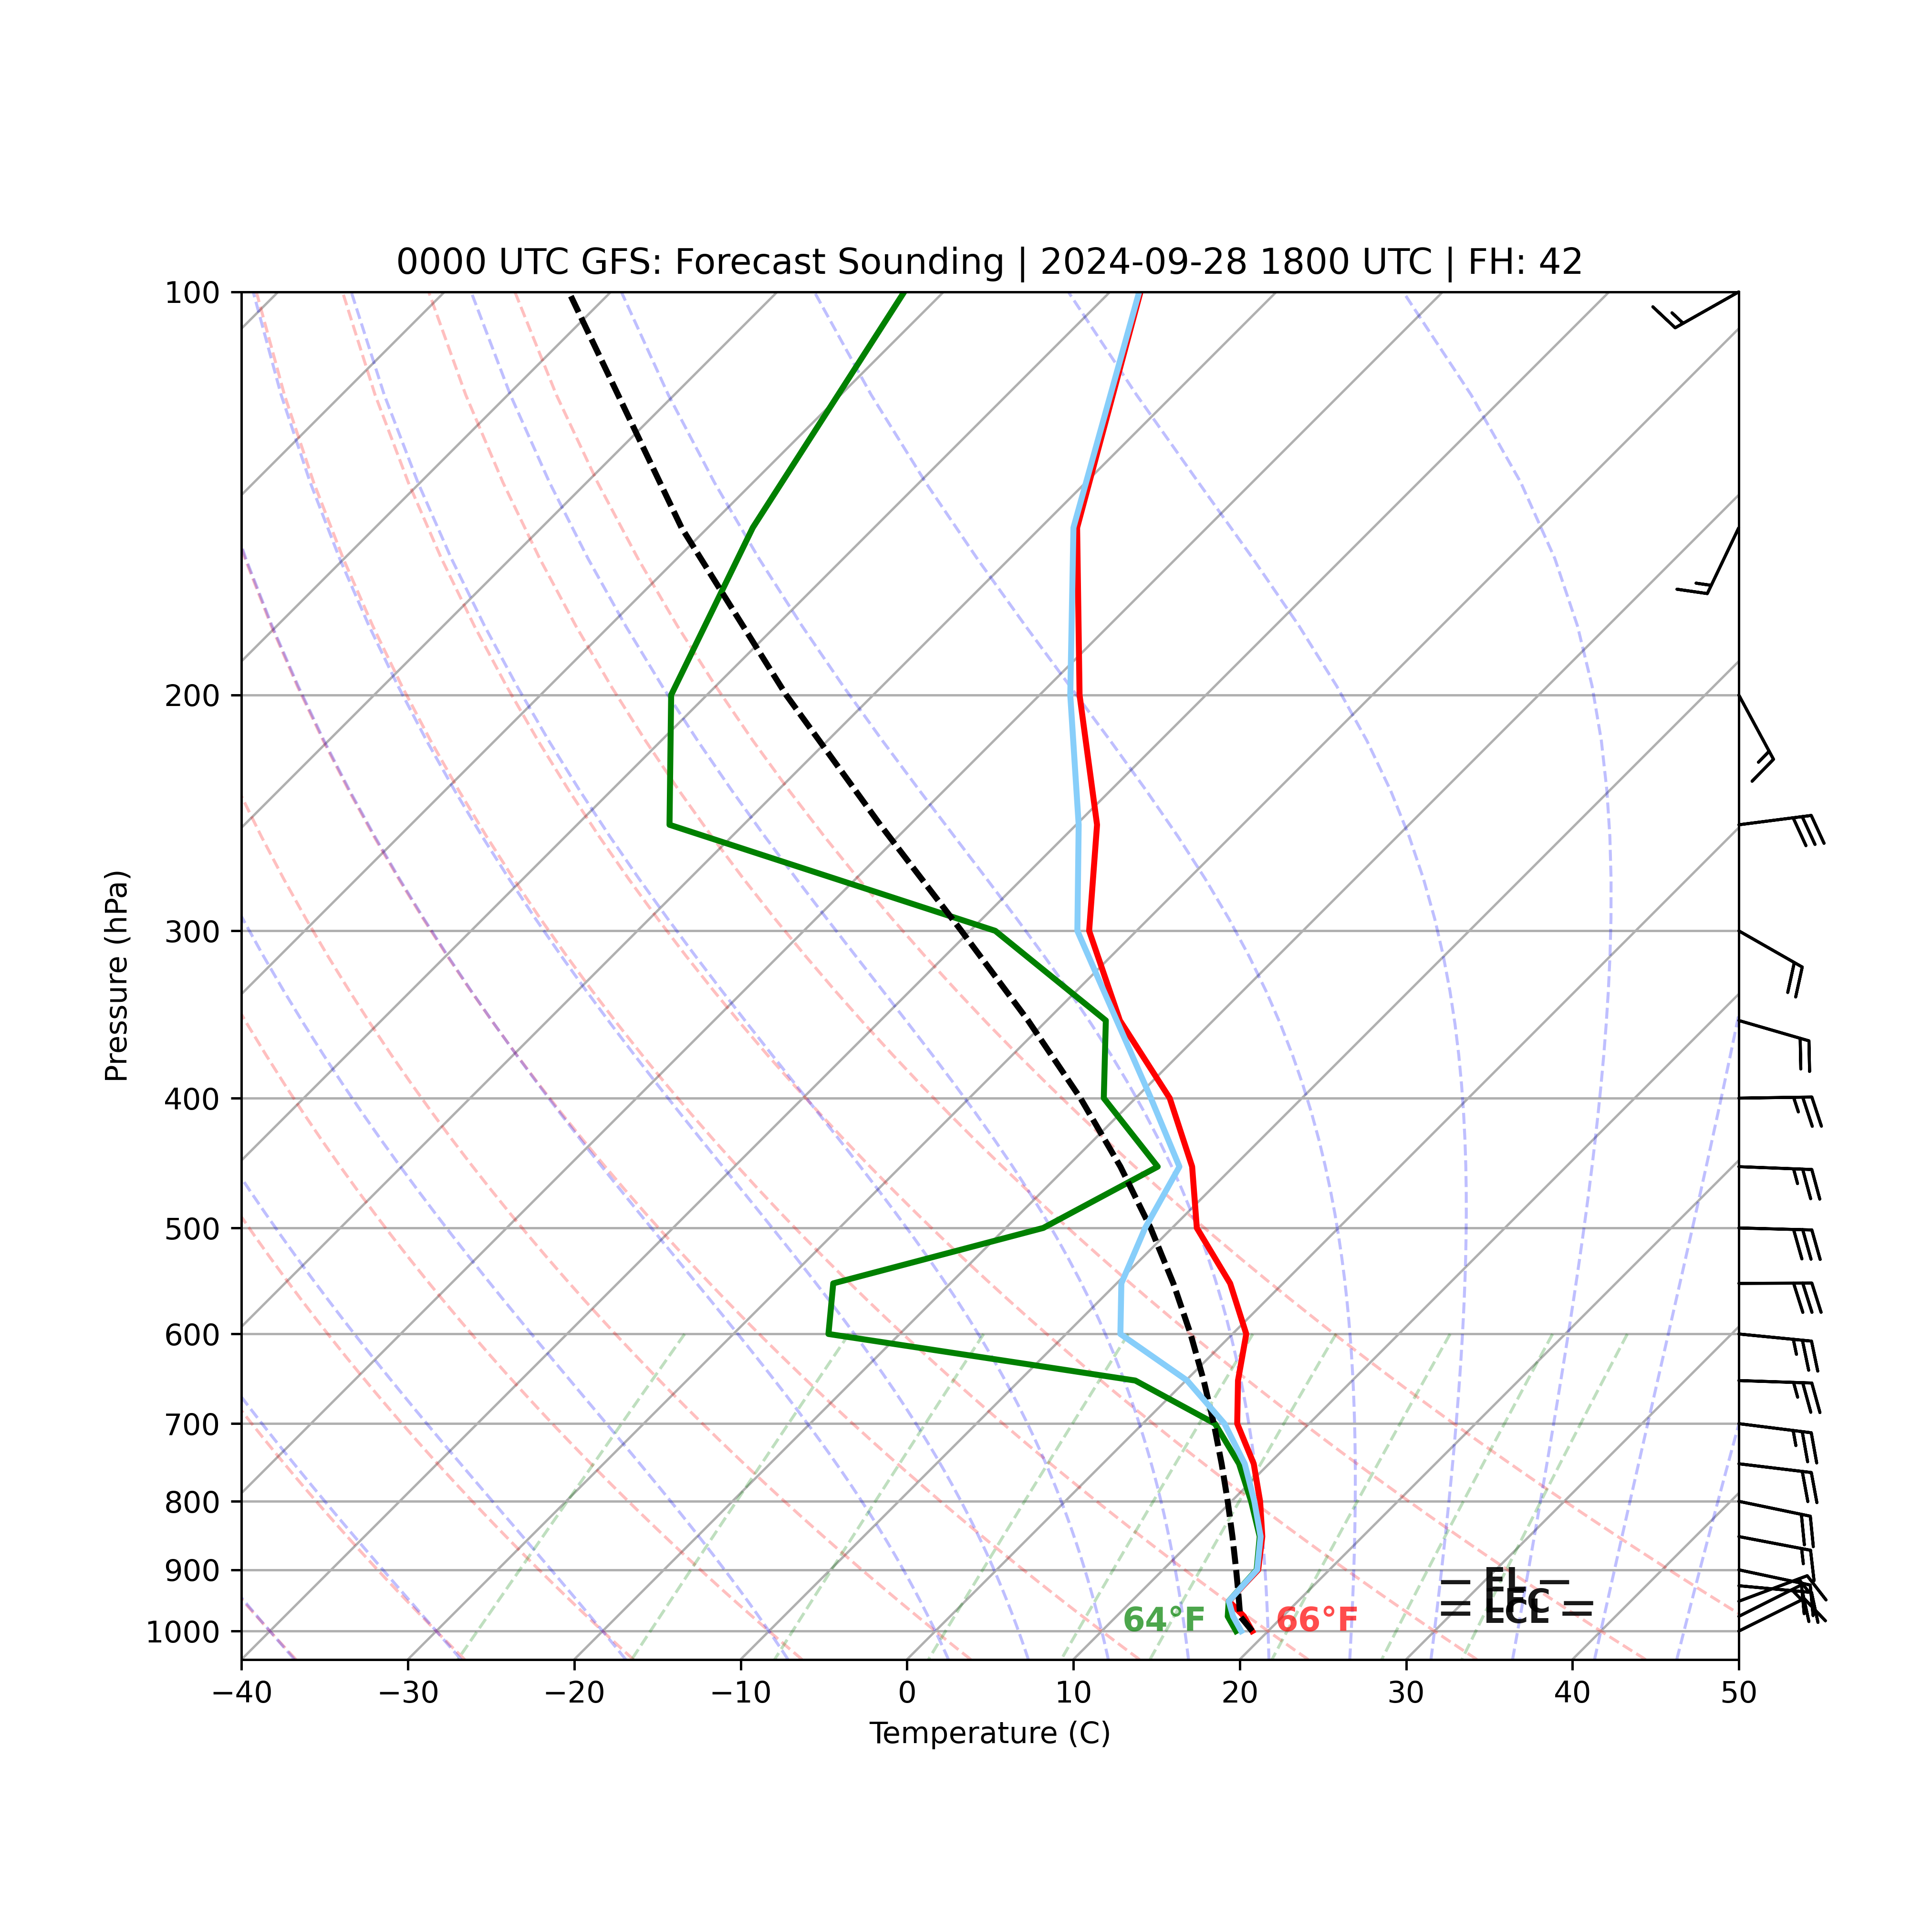 0000 UTC GFS: Forecast Sounding | 2024-09-28 1800 UTC | FH: 42
100
200
300
400
500
600
700
800
900
1000
Pressure (hPa)
— EL —
— LFC —
— LCL —
64°F
66°F
−40 −30 −20 −10 0 10 20 30 40 50
Temperature (C)